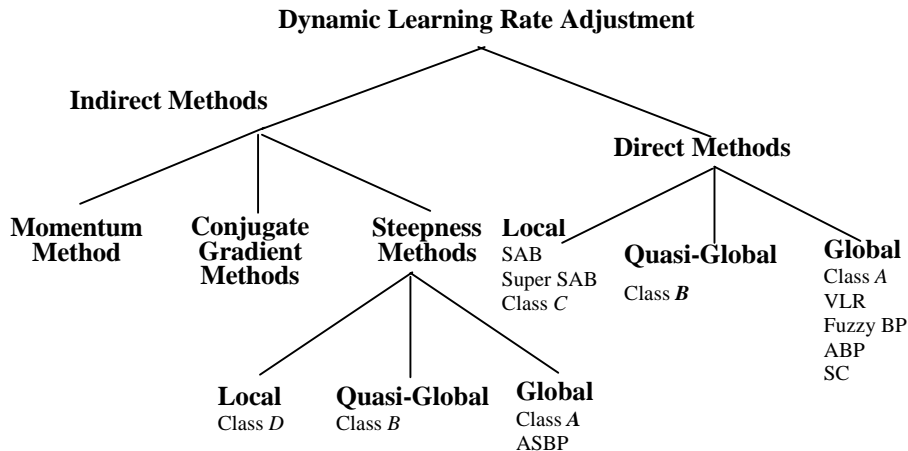 Dynamic Learning Rate Adjustment
Indirect Methods
Direct Methods
Momentum
Method
Conjugate
Gradient
Methods
Steepness
Methods
Local
SAB
Super SAB
Class C
Quasi-Global
Class B
Global
Class A
VLR
Fuzzy BP
ABP
SC
Local
Class D
Quasi-Global
Class B
Global
Class A
ASBP